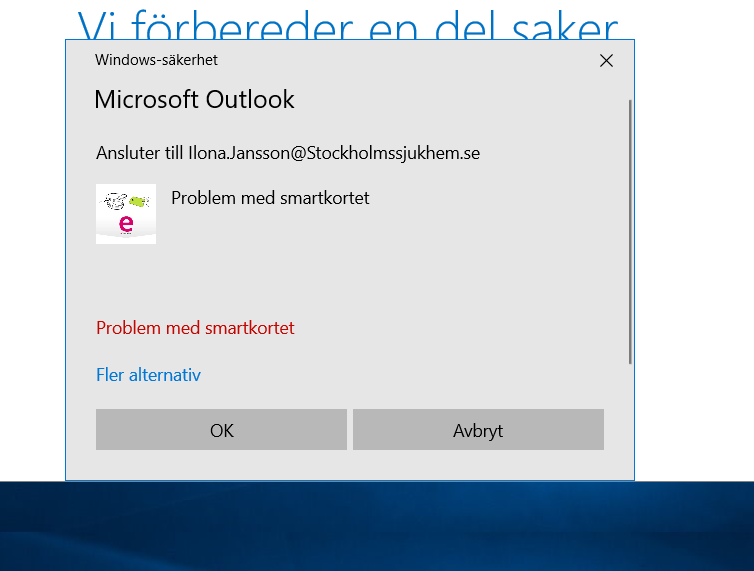 Vi förbereder en del saker
Windows-säkerhet
Microsoft Outlook
Ansluter till Ilona.Jansson@Stockholmssjukhem.se
Problem med smartkortet
e
Problem med smartkortet
Fler alternativ
OK
Avbryt